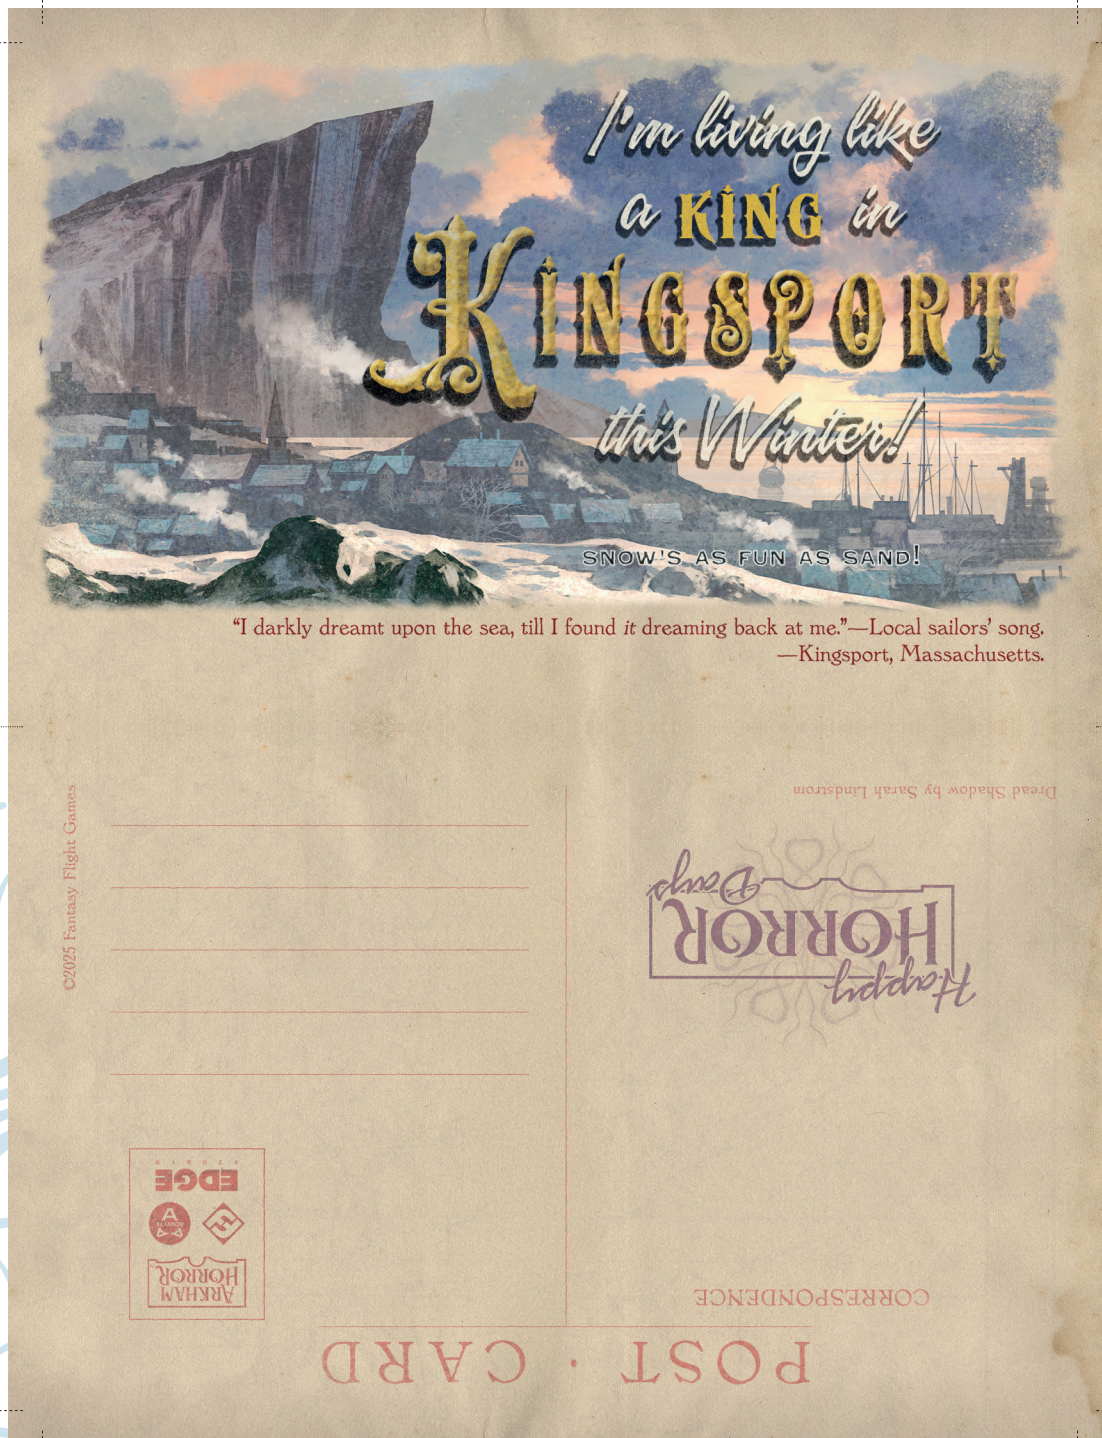 I'm living like
a KING in
KINGSPORT
this Winter!
SNOW'S AS FUN AS SAND!
“I darkly dreamt upon the sea, till I found it dreaming back at me.”—Local sailors’ song.
—Kingsport, Massachusetts.
POST · CARD
CORRESPONDENCE
Happy
HORROR
Days
Dread Shadow by Sarah Lindstrom
ARKHAM
HORROR
A
EDGE
STUDIO
©2025 Fantasy Flight Games